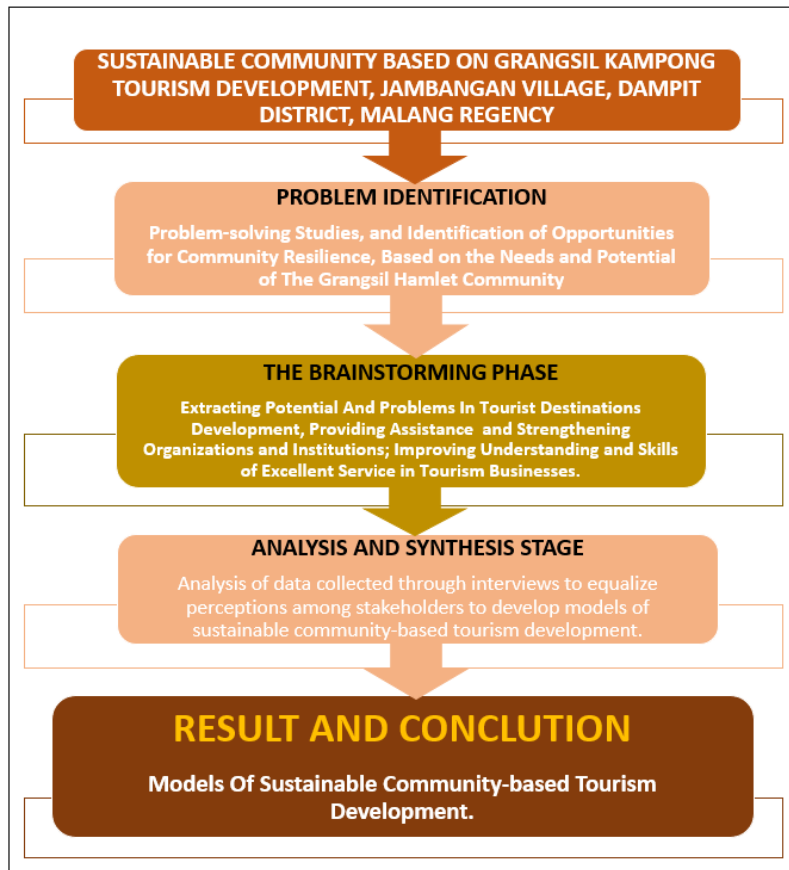 SUSTAINABLE COMMUNITY BASED ON GRANGSIL KAMPONG
TOURISM DEVELOPMENT, JAMBANGAN VILLAGE, DAMPIT
DISTRICT, MALANG REGENCY
PROBLEM IDENTIFICATION
Problem-solving Studies, and Identification of Opportunities
for Community Resilience, Based on the Needs and Potential
of The Grangsil Hamlet Community
THE BRAINSTORMING PHASE
Extracting Potential And Problems In Tourist Destinations
Development, Providing Assistance and Strengthening
Organizations and Institutions; Improving Understanding and Skills
of Excellent Service in Tourism Businesses.
ANALYSIS AND SYNTHESIS STAGE
Analysis of data collected through interviews to equalize
perceptions among stakeholders to develop models of
sustainable community-based tourism development.
RESULT AND CONCLUTION
Models Of Sustainable Community-based Tourism
Development.